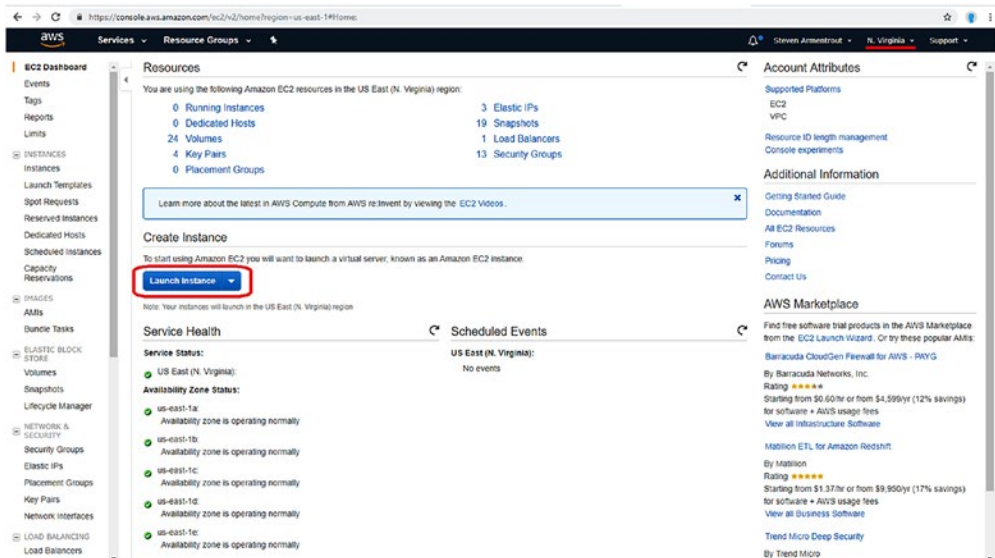 https://console.aws.amazon.com/ec2/v2/home?region=us-east-1#Home:
aws
Services
Resource Groups
Steven Armentrout
N. Virginia
Support
EC2 Dashboard
Events
Tags
Reports
Limits
INSTANCES
Instances
Launch Templates
Spot Requests
Reserved Instances
Dedicated Hosts
Scheduled Instances
Capacity
Reservations
IMAGES
AMIs
Bundle Tasks
ELASTIC BLOCK
STORE
Volumes
Snapshots
Lifecycle Manager
NETWORK &
SECURITY
Security Groups
Elastic IPs
Placement Groups
Key Pairs
Network Interfaces
LOAD BALANCING
Load Balancers
Resources
You are using the following Amazon EC2 resources in the US East (N. Virginia) region:
0 Running Instances
0 Dedicated Hosts
24 Volumes
4 Key Pairs
0 Placement Groups
3 Elastic IPs
19 Snapshots
1 Load Balancers
13 Security Groups
Learn more about the latest in AWS Compute from AWS re:Invent by viewing the EC2 Videos.
Create Instance
To start using Amazon EC2 you will want to launch a virtual server, known as an Amazon EC2 instance.
Launch Instance
Note: Your instances will launch in the US East (N. Virginia) region
Service Health
Service Status:
US East (N. Virginia):
Availability Zone Status:
us-east-1a:
Availability zone is operating normally
us-east-1b:
Availability zone is operating normally
us-east-1c:
Availability zone is operating normally
us-east-1d:
Availability zone is operating normally
us-east-1e:
Availability zone is operating normally
Scheduled Events
US East (N. Virginia):
No events
Account Attributes
Supported Platforms
EC2
VPC
Resource ID length management
Console experiments
Additional Information
Getting Started Guide
Documentation
All EC2 Resources
Forums
Pricing
Contact Us
AWS Marketplace
Find free software trial products in the AWS Marketplace
from the EC2 Launch Wizard. Or try these popular AMIs:
Barracuda CloudGen Firewall for AWS - PAYG
By Barracuda Networks, Inc.
Rating
Starting from $0.60/hr or from $4,599/yr (12% savings)
for software + AWS usage fees
View all Infrastructure Software
Matillion ETL for Amazon Redshift
By Matillion
Rating
Starting from $1.37/hr or from $9,950/yr (17% savings)
for software + AWS usage fees
View all Business Software
Trend Micro Deep Security
By Trend Micro